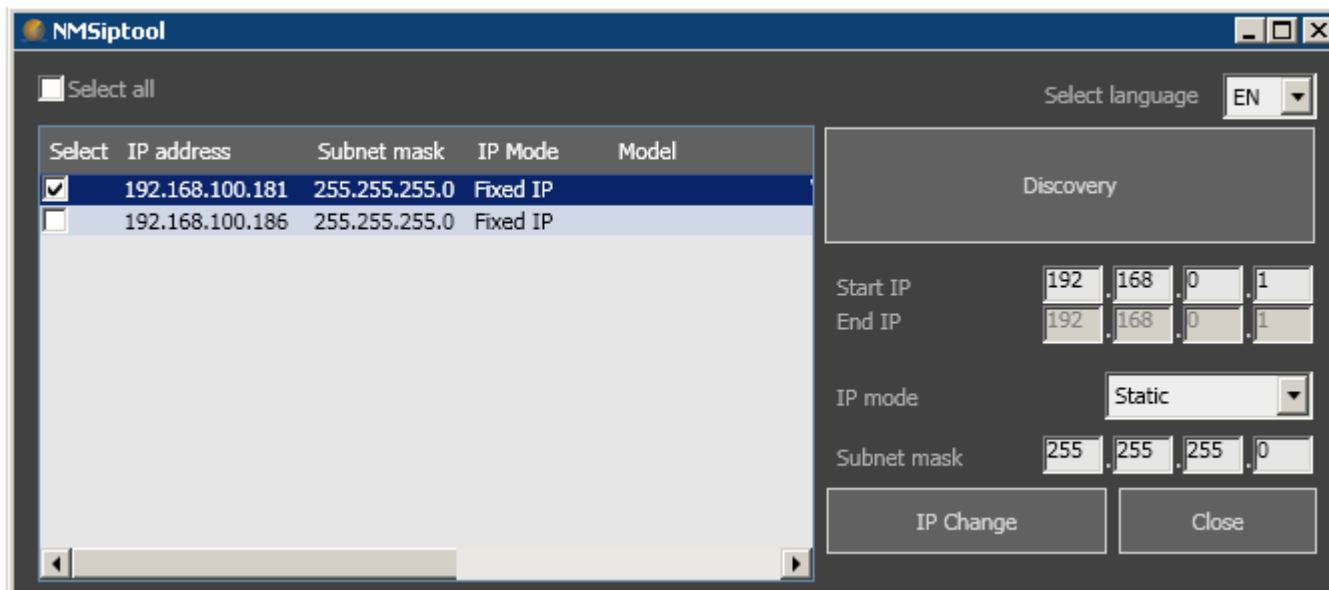 NMSiptool
Select all
Select language EN
Select IP address Subnet mask IP Mode Model
192.168.100.181 255.255.255.0 Fixed IP
192.168.100.186 255.255.255.0 Fixed IP
Discovery
Start IP 192 . 168 . 0 . 1
End IP 192 . 168 . 0 . 1
IP mode Static
Subnet mask 255 . 255 . 255 . 0
IP Change Close